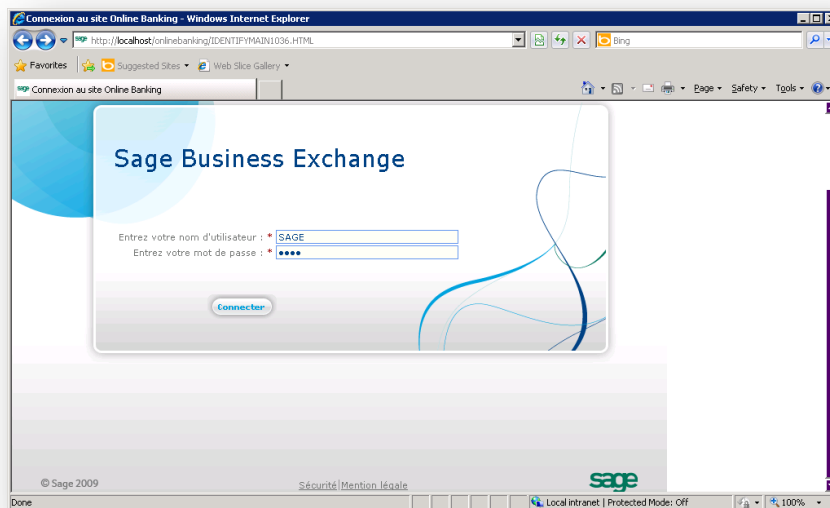 Connexion au site Online Banking - Windows Internet Explorer
http://localhost/onlinebanking/IDENTIFYMAIN1036.HTML
Bing
Favorites Suggested Sites Web Slice Gallery
Connexion au site Online Banking
Page Safety Tools
Sage Business Exchange
Entrez votre nom d'utilisateur : * SAGE
Entrez votre mot de passe : * ••••
Connecter
© Sage 2009
Sécurité|Mention légale
sage
Done
Local intranet | Protected Mode: Off
100%